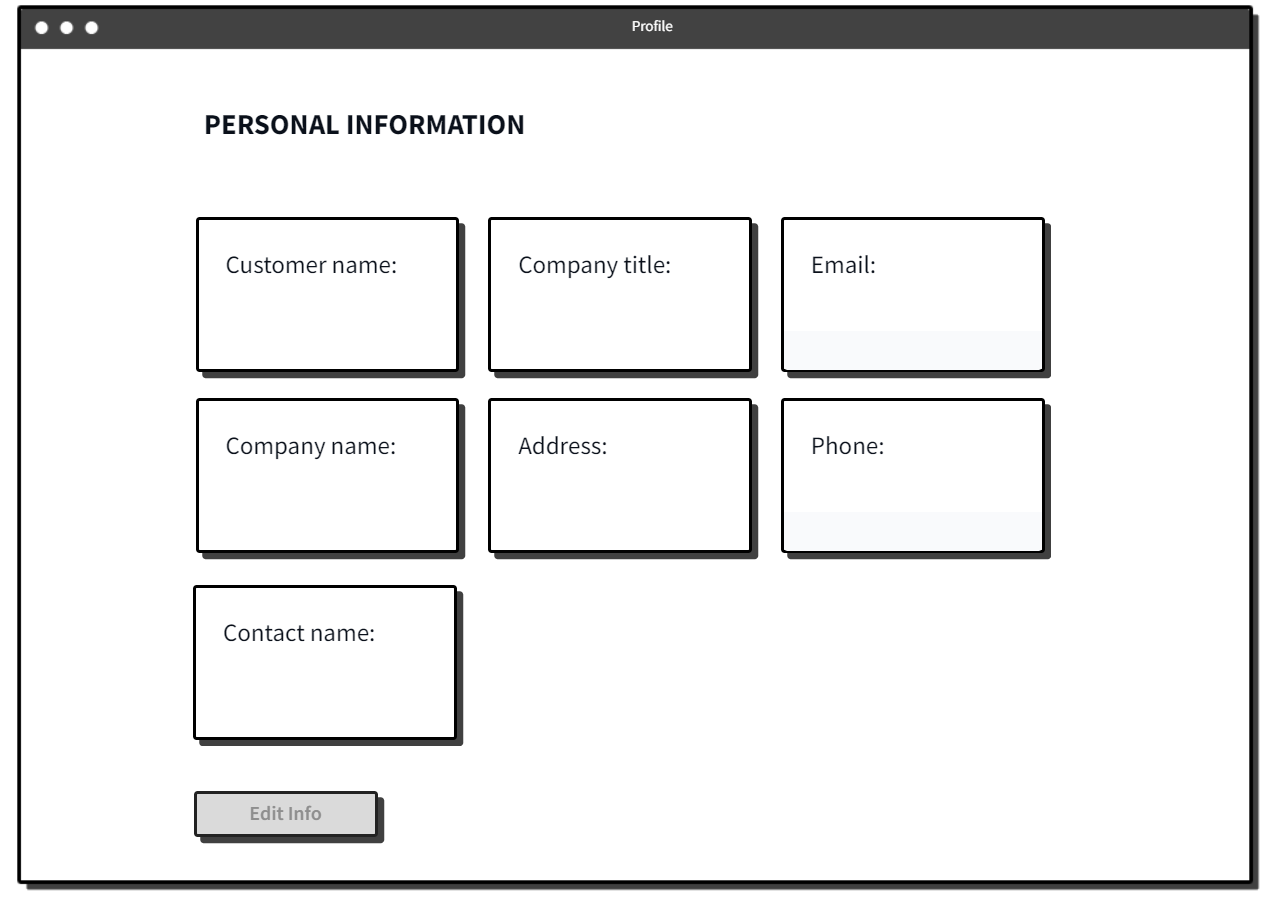 Profile
PERSONAL INFORMATION
Customer name:
Company title:
Email:
Company name:
Address:
Phone:
Contact name:
Edit Info